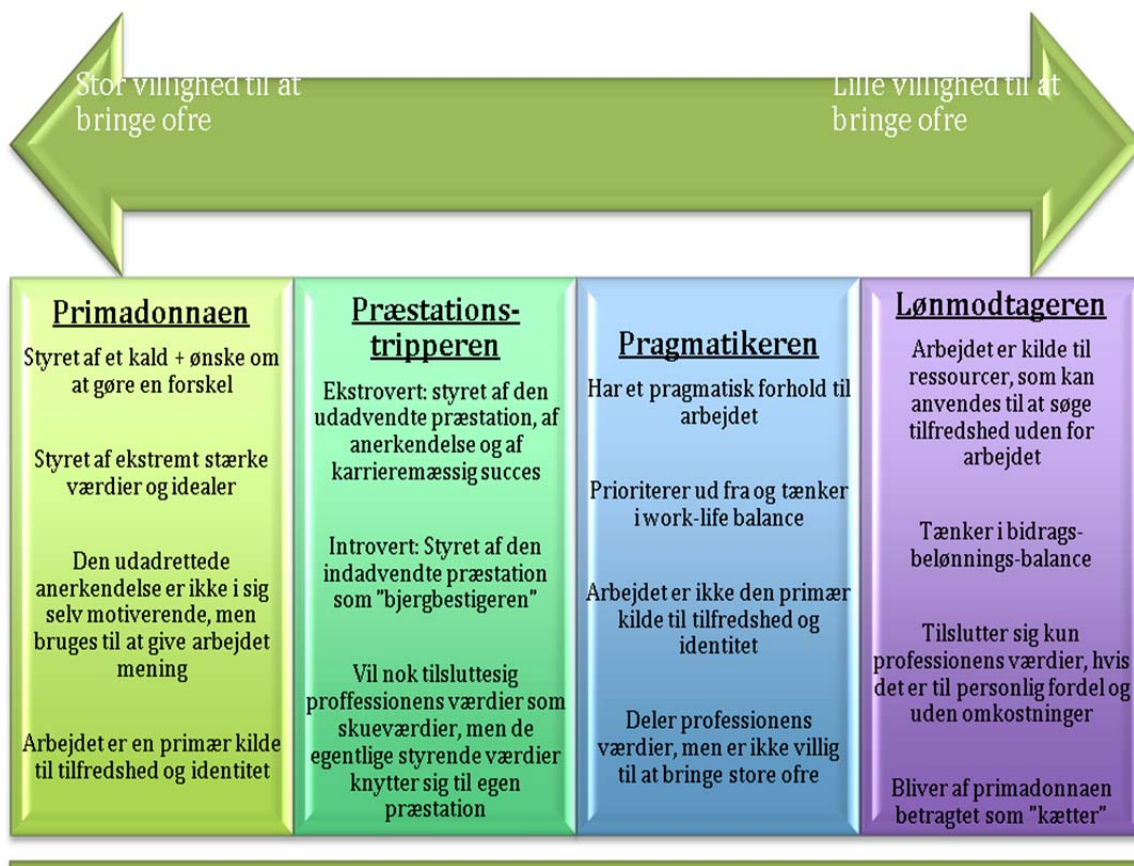 Stor villighed til at
bringe ofre
Lille villighed til at
bringe ofre
Primadonnaen
Styret af et kald + ønske om
at gøre en forskel
Styret af ekstremt stærke
værdier og idealer
Den udadrettede
anerkendelse er ikke i sig
selv motiverende, men
bruges til at give arbejdet
mening
Arbejdet er en primær kilde
til tilfredshed og identitet
Præstations-
tripperen
Ekstrovert: styret af den
udadvendte præstation, af
anerkendelse og af
karrieremæssig succes
Introvert: Styret af den
indadvendte præstation
som "bjergbestigeren"
Vil nok tilsluttesig
proffessionens værdier som
skueværdier, men de
egentlige styrende værdier
knytter sig til egen
præstation
Pragmatikeren
Har et pragmatisk forhold til
arbejdet
Prioriterer ud fra og tænker
i work-life balance
Arbejdet er ikke den primær
kilde til tilfredshed og
identitet
Deler professionens
værdier, men er ikke villig
til at bringe store ofre
Lønmodtageren
Arbejdet er kilde til
ressourcer, som kan
anvendes til at søge
tilfredshed uden for
arbejdet
Tænker i bidrags-
belønnings-balance
Tilslutter sig kun
professionens værdier, hvis
det er til personlig fordel og
uden omkostninger
Bliver af primadonnaen
betragtet som "kætter"